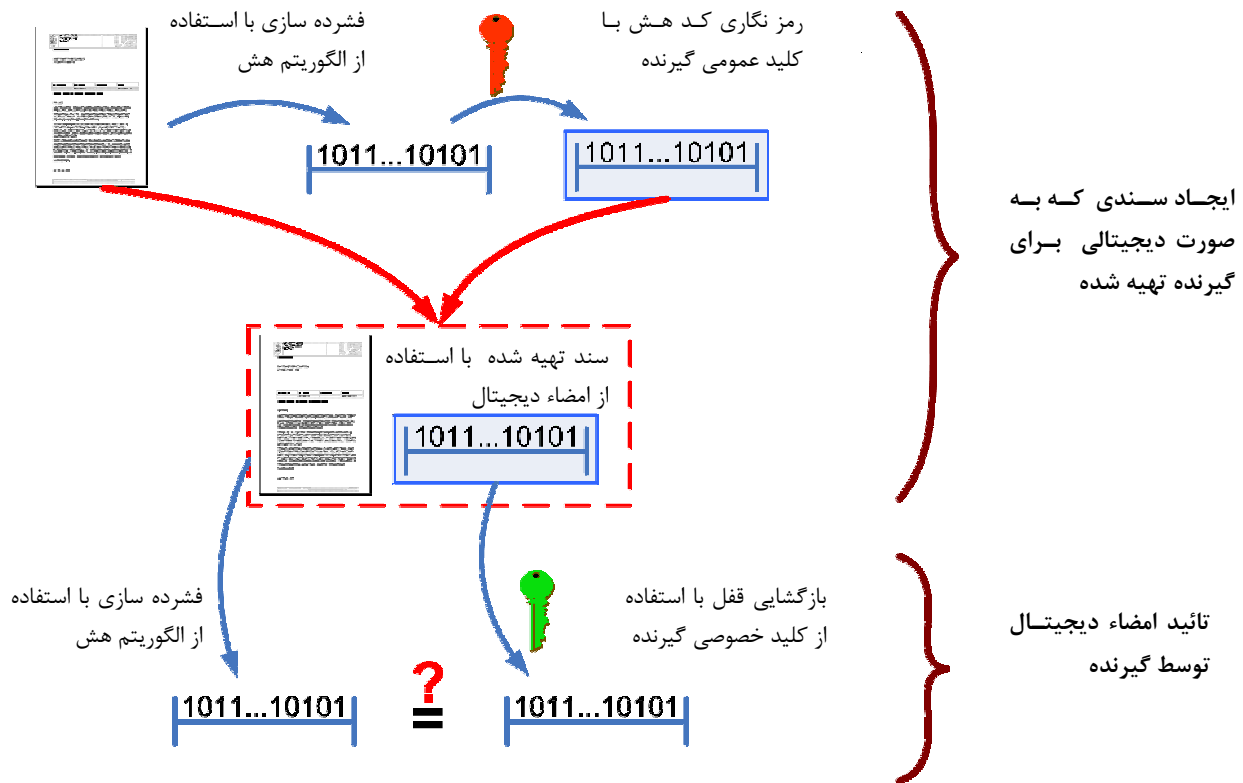 فشرده سازی با استفاده
از الگوریتم هش
رمز نگاری کد هش با
کلید عمومی گیرنده
1011...10101
1011...10101
ایجاد سندی که به
صورت دیجیتالی برای
گیرنده تهیه شده
سند تهیه شده با استفاده
از امضاء دیجیتال
1011...10101
فشرده سازی با استفاده
از الگوریتم هش
بازگشایی قفل با استفاده
از کلید خصوصی گیرنده
تائید امضاء دیجیتال
توسط گیرنده
1011...10101
?
=
1011...10101